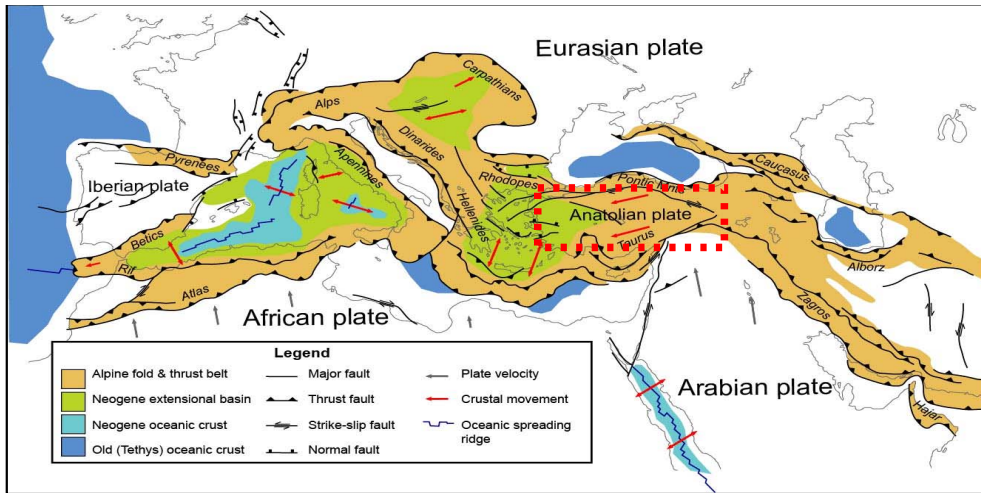 Eurasian plate
Carpathians
Alps
Dinarides
Caucasus
Pyrenees
Apennines
Rhodopes
Pontic
Iberian plate
Hellenides
Anatolian plate
Taurus
Betics
Rif
Alborz
Atlas
Zagros
African plate
Arabian plate
Hajar
Legend
Alpine fold & thrust belt
Major fault
Plate velocity
Neogene extensional basin
Thrust fault
Crustal movement
Neogene oceanic crust
Strike-slip fault
Oceanic spreading
ridge
Old (Tethys) oceanic crust
Normal fault